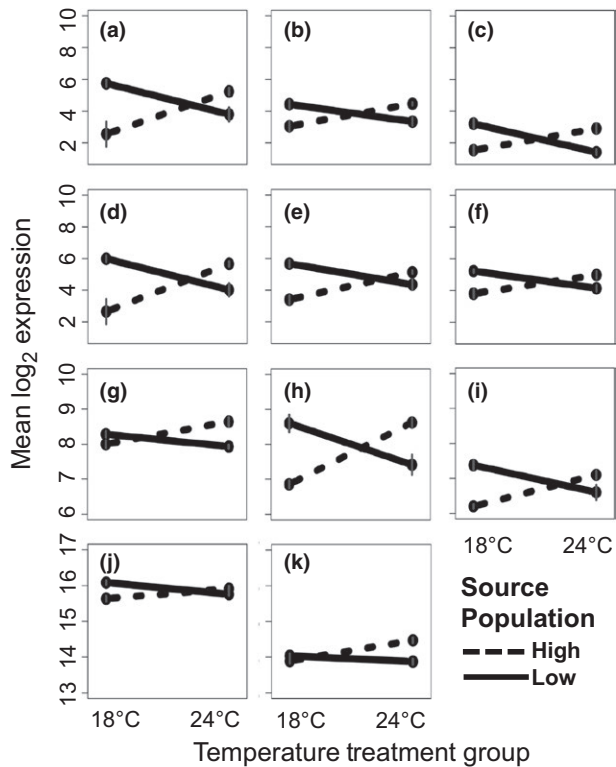 Mean log2 expression
10
8
6
4
2
(a)
(b)
(c)
10
8
6
4
2
(d)
(e)
(f)
10
9
8
7
6
(g)
(h)
(i)
17
16
15
14
13
(j)
(k)
18°C 24°C
18°C 24°C
18°C 24°C
Source
Population
High
Low
Temperature treatment group